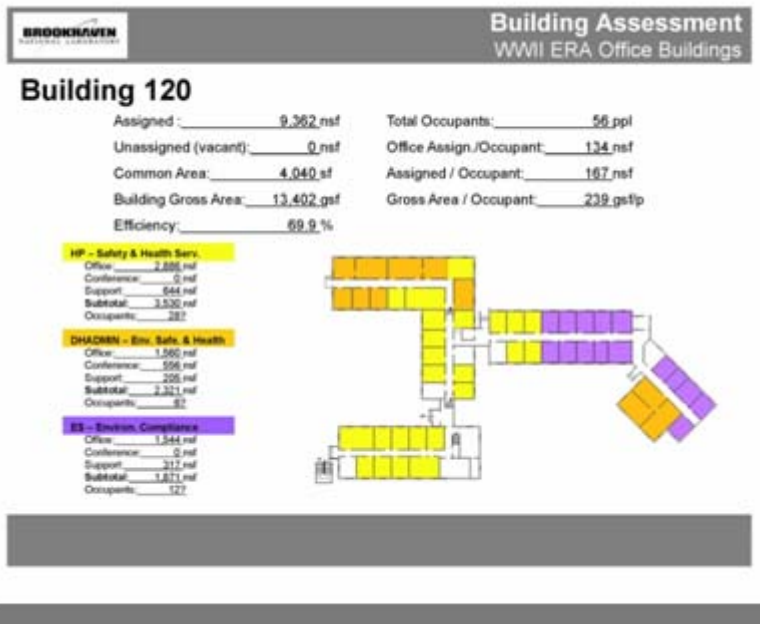 BROOKHAVEN
NATIONAL LABORATORY
Building Assessment
WWII ERA Office Buildings
Building 120
Assigned : 9,362 nsf
Unassigned (vacant): 0 nsf
Common Area: 4,040 sf
Building Gross Area: 13,402 gsf
Efficiency: 69.9 %
Total Occupants: 56 ppl
Office Assign./Occupant: 134 nsf
Assigned / Occupant: 167 nsf
Gross Area / Occupant: 239 gsf/p
HP – Safety & Health Serv.
Office: 2,886 nsf
Conference: 0 nsf
Support: 644 nsf
Subtotal: 3,530 nsf
Occupants: 28?
DHADMIN – Env. Safe. & Health
Office: 1,560 nsf
Conference: 556 nsf
Support: 205 nsf
Subtotal: 2,321 nsf
Occupants: 6?
ES – Environ. Compliance
Office: 1,544 nsf
Conference: 0 nsf
Support: nsf
Subtotal: 1,871 nsf
Occupants: 12?